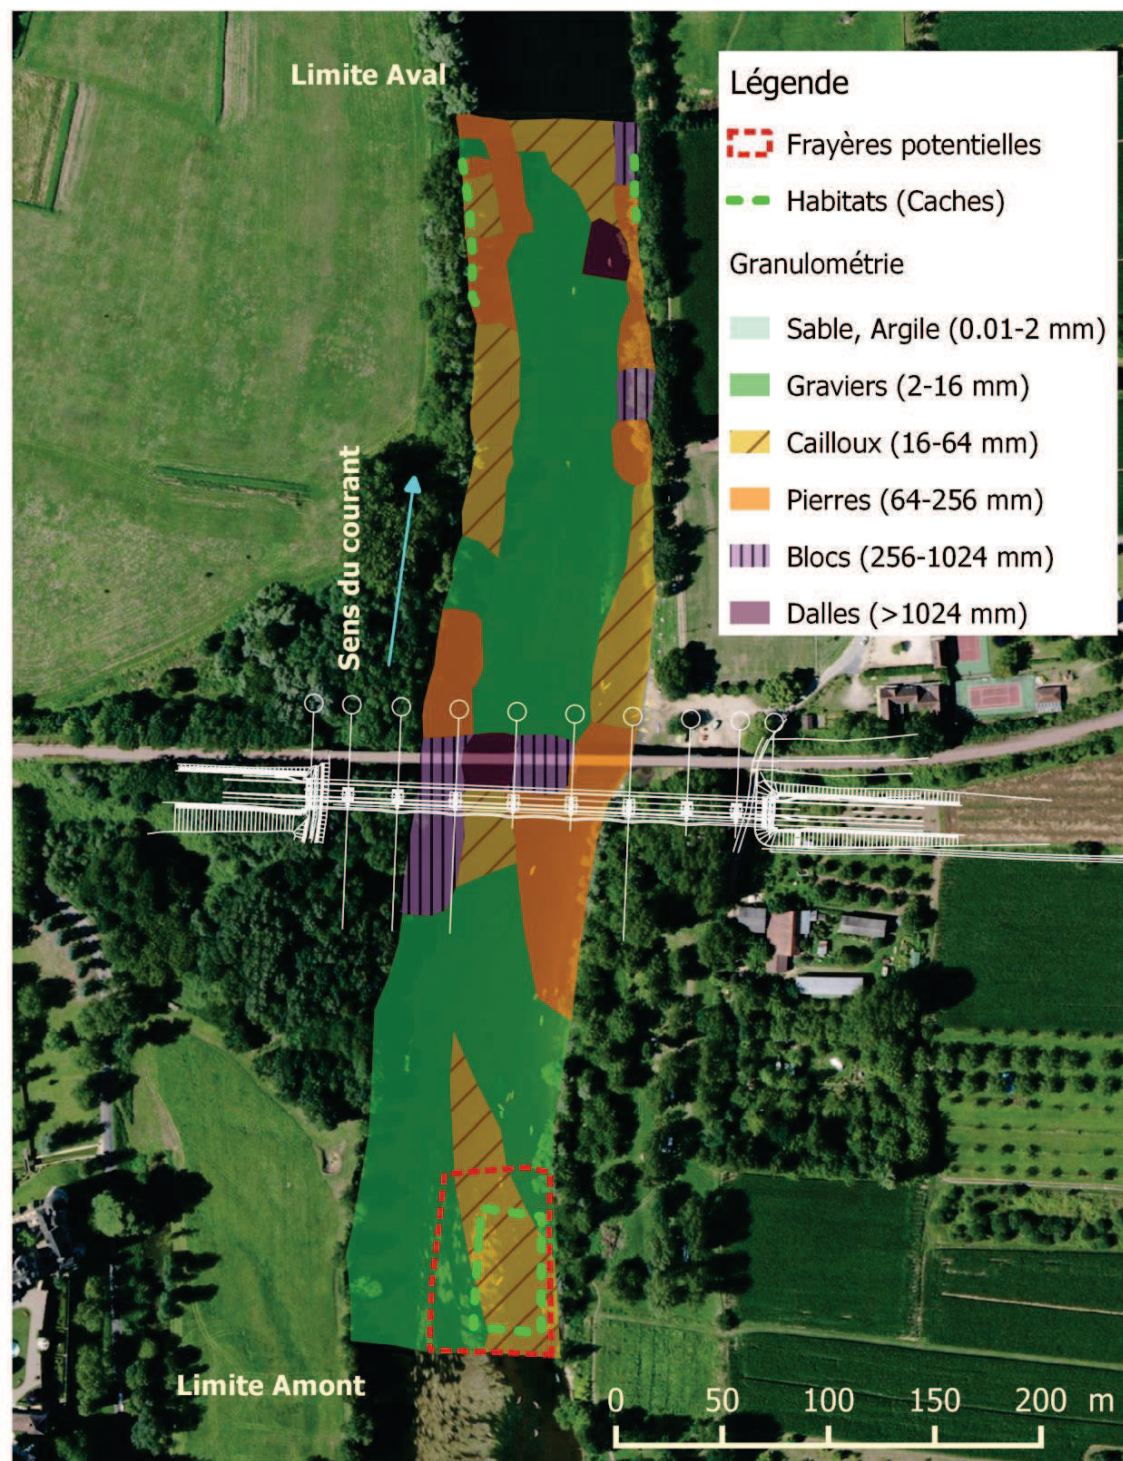 Limite Aval
Légende
Frayères potentielles
Habitats (Caches)
Granulométrie
Sable, Argile (0.01-2 mm)
Graviers (2-16 mm)
Cailloux (16-64 mm)
Pierres (64-256 mm)
Blocs (256-1024 mm)
Dalles (>1024 mm)
Sens du courant
Limite Amont
0 50 100 150 200 m